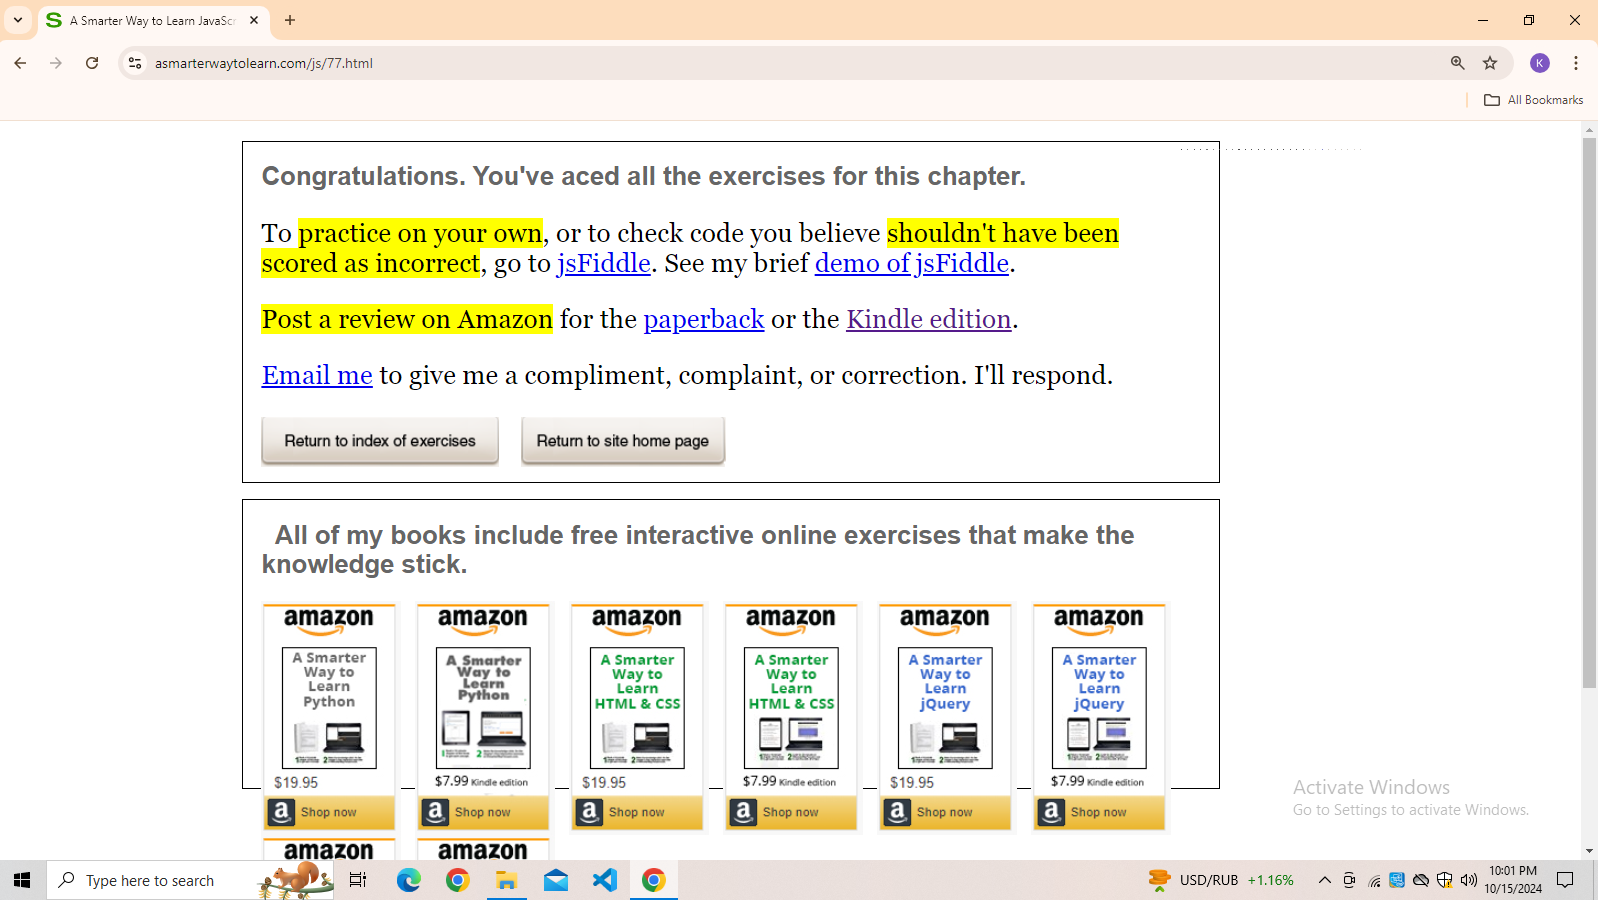 A Smarter Way to Learn JavaSc
asmarterwaytolearn.com/js/77.html
K
All Bookmarks
Congratulations. You've aced all the exercises for this chapter.
To practice on your own, or to check code you believe shouldn't have been
scored as incorrect, go to jsFiddle. See my brief demo of jsFiddle.
Post a review on Amazon for the paperback or the Kindle edition.
Email me to give me a compliment, complaint, or correction. I'll respond.
Return to index of exercises Return to site home page
All of my books include free interactive online exercises that make the
knowledge stick.
amazon amazon amazon amazon amazon amazon
A Smarter A Smarter A Smarter A Smarter A Smarter A Smarter
Way to Way to Way to Way to Way to Way to
Learn Learn Learn Learn Learn Learn
Python Python HTML & CSS HTML & CSS jQuery jQuery
$19.95 $7.99 Kindle edition $19.95 $7.99 Kindle edition $19.95 $7.99 Kindle edition
a Shop now a Shop now a Shop now a Shop now a Shop now a Shop now
amazon amazon
Activate Windows
Go to Settings to activate Windows.
Type here to search
USD/RUB +1.16%
10:01 PM
10/15/2024